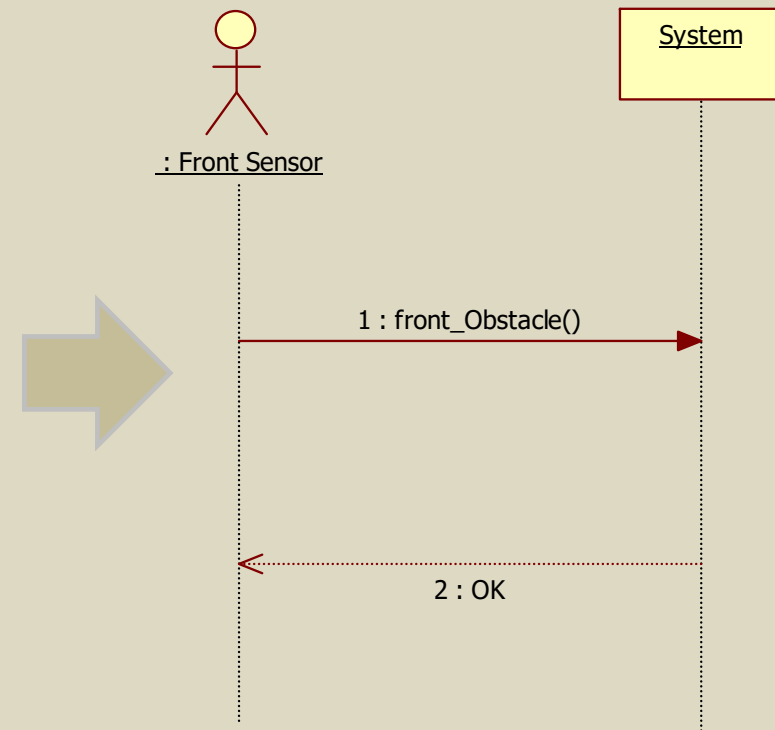 System
: Front Sensor
1 : front_Obstacle()
2 : OK